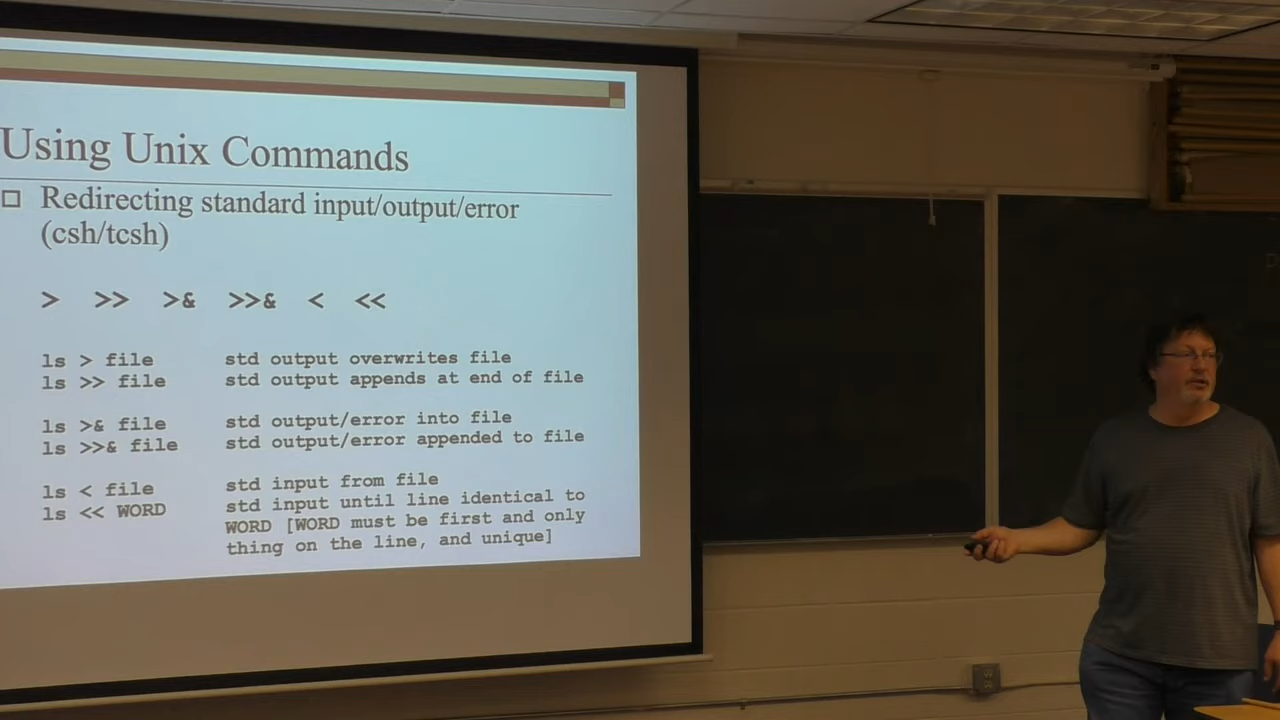 Using Unix Commands
Redirecting standard input/output/error
(csh/tcsh)
> >> >& >>& < <<
ls > file std output overwrites file
ls >> file std output appends at end of file
ls >& file std output/error into file
ls >>& file std output/error appended to file
ls < file std input from file
ls << WORD std input until line identical to
WORD [WORD must be first and only
thing on the line, and unique]